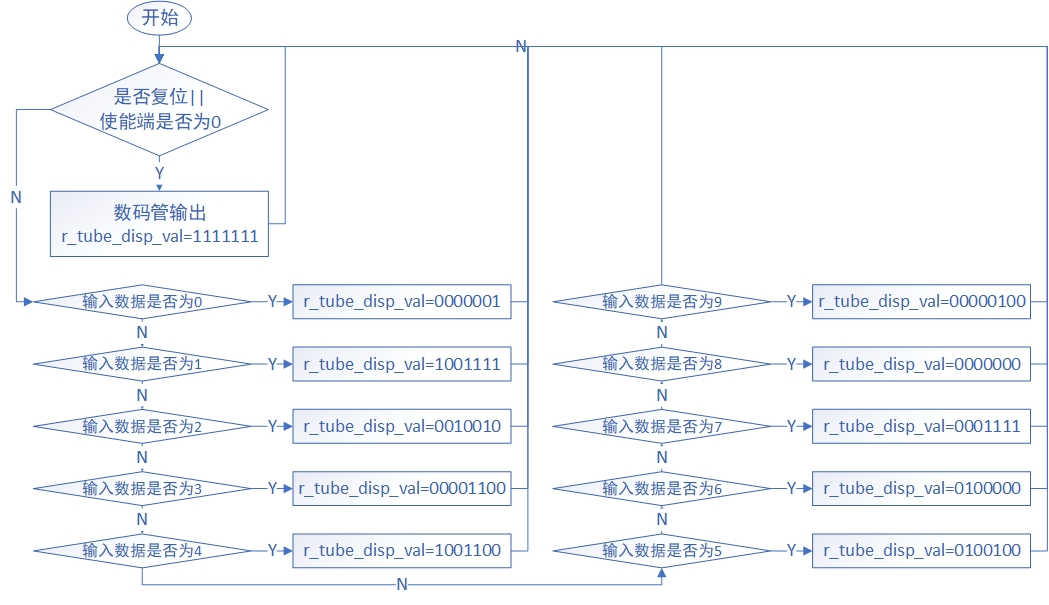 开始
N
是否复位||
使能端是否为0
Y
N
数码管输出
r_tube_disp_val=1111111
输入数据是否为0
Y
r_tube_disp_val=0000001
N
输入数据是否为1
Y
r_tube_disp_val=1001111
N
输入数据是否为2
Y
r_tube_disp_val=0010010
N
输入数据是否为3
Y
r_tube_disp_val=00001100
N
输入数据是否为4
Y
r_tube_disp_val=1001100
N
输入数据是否为9
Y
r_tube_disp_val=00000100
N
输入数据是否为8
Y
r_tube_disp_val=0000000
N
输入数据是否为7
Y
r_tube_disp_val=0001111
N
输入数据是否为6
Y
r_tube_disp_val=0100000
N
输入数据是否为5
Y
r_tube_disp_val=0100100